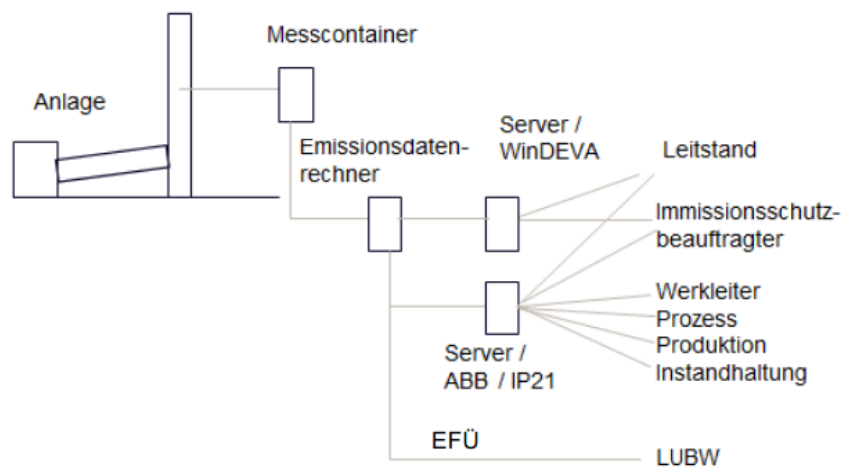 Messcontainer
Anlage
Emissionsdaten-
rechner
Server /
WinDEVA
Leitstand
Immissionsschutz-
beauftragter
Werkleiter
Prozess
Produktion
Instandhaltung
Server /
ABB / IP21
EFÜ
LUBW